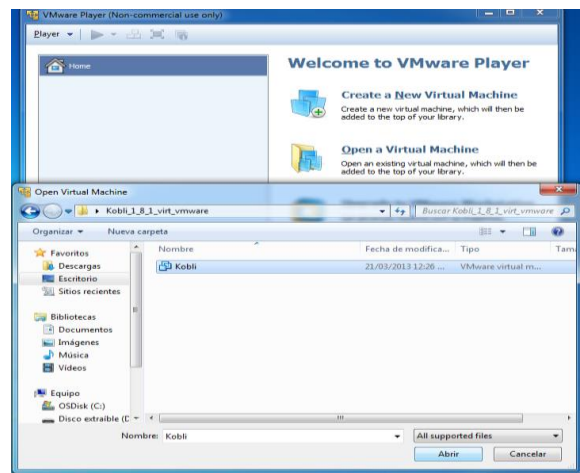 VMware Player (Non-commercial use only)
Player
Home
Welcome to VMware Player
Create a New Virtual Machine
Create a new virtual machine, which will then be
added to the top of your library.
Open a Virtual Machine
Open an existing virtual machine, which will then be
added to the top of your library.
Open Virtual Machine
Kobli_1_8_1_virt_vmware
Buscar Kobli_1_8_1_virt_vmware
Organizar
Nueva carpeta
Favoritos
Descargas
Escritorio
Sitios recientes
Bibliotecas
Documentos
Imágenes
Música
Vídeos
Equipo
OSDisk (C:)
Disco extraíble (E
Nombre
Fecha de modifica...
Tipo
Tama
Kobli
21/03/2013 12:26 ...
VMware virtual m...
Nombre: Kobli
All supported files
Abrir
Cancelar